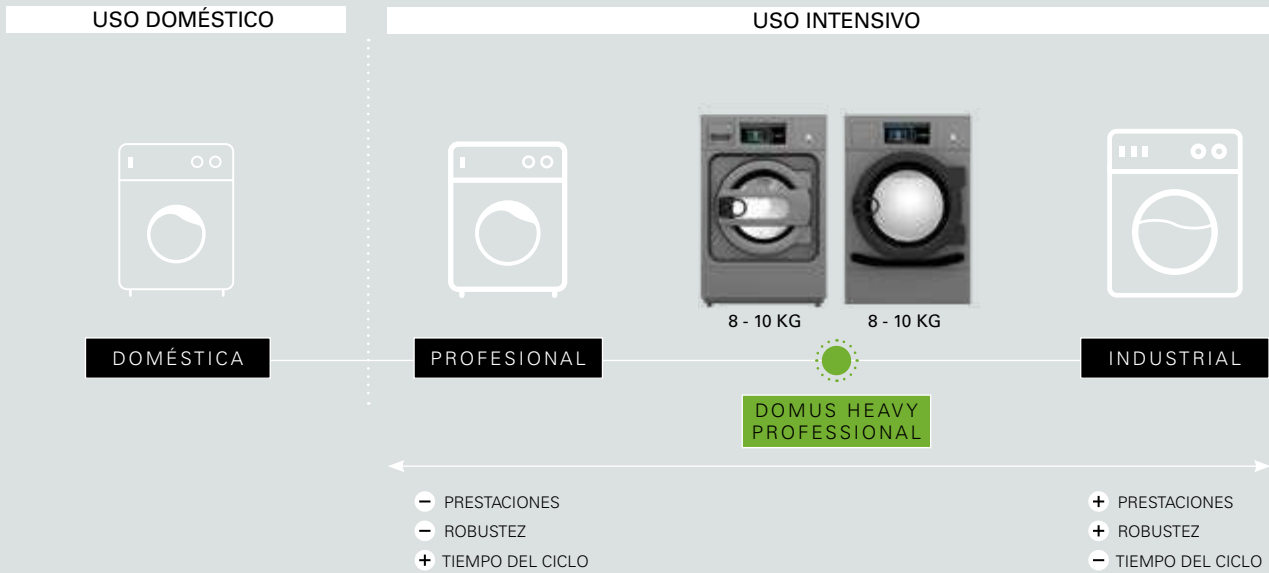 USO DOMÉSTICO
USO INTENSIVO
8 - 10 KG
8 - 10 KG
DOMÉSTICA
PROFESIONAL
INDUSTRIAL
DOMUS HEAVY
PROFESSIONAL
- PRESTACIONES
- ROBUSTEZ
+ TIEMPO DEL CICLO
+ PRESTACIONES
+ ROBUSTEZ
- TIEMPO DEL CICLO